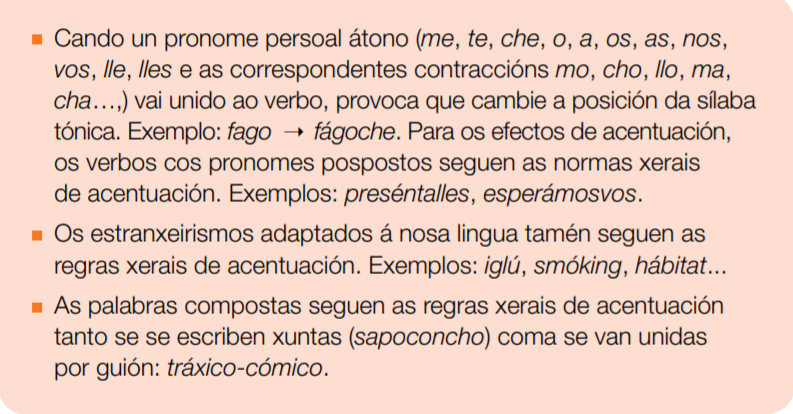 ■ Cando un pronome persoal átono (me, te, che, o, a, os, as, nos,
vos, lle, lles e as correspondentes contraccións mo, cho, llo, ma,
cha...,) vai unido ao verbo, provoca que cambie a posición da sílaba
tónica. Exemplo: fago → fágoche. Para os efectos de acentuación,
os verbos cos pronomes pospostos seguen as normas xerais
de acentuación. Exemplos: preséntalles, esperámosvos.
■ Os estranxeirismos adaptados á nosa lingua tamén seguen as
regras xerais de acentuación. Exemplos: iglú, smóking, hábitat...
■ As palabras compostas seguen as regras xerais de acentuación
tanto se se escriben xuntas (sapoconcho) coma se van unidas
por guión: tráxico-cómico.